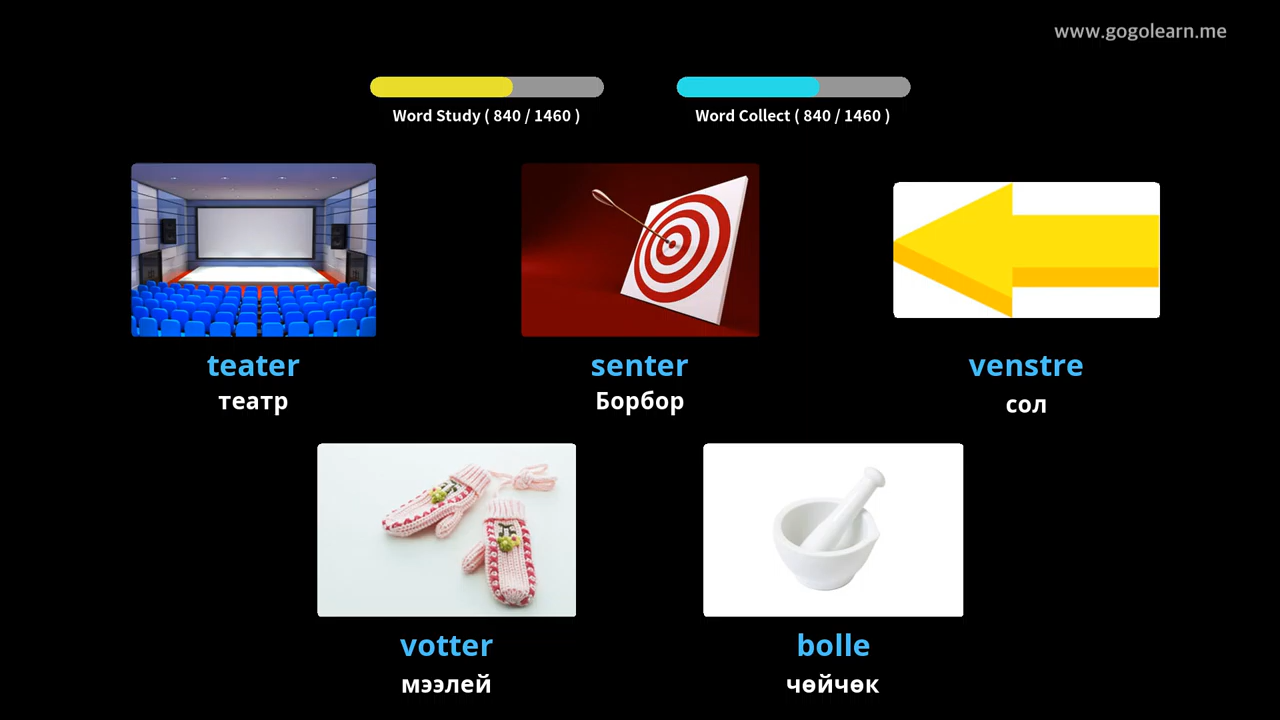 www.gogolearn.me
Word Study ( 840 / 1460 )
Word Collect ( 840 / 1460 )
teater
театр
senter
Борбор
venstre
сол
votter
мээлей
bolle
чөйчөк